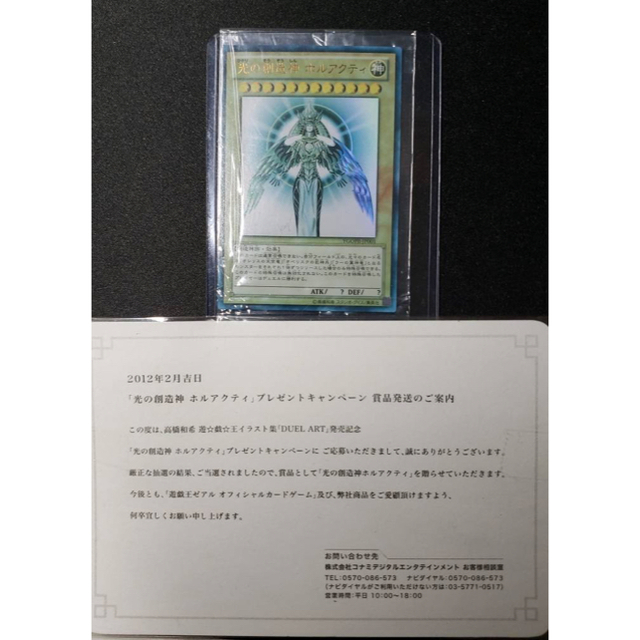 光の創造神 ホルアクティ
神
ATK/ ? DEF/ ?
2012年2月吉日
「光の創造神 ホルアクティ」プレゼントキャンペーン 賞品発送のご案内
この度は、高橋和希 遊☆戯☆王イラスト集「DUEL ART」発売記念
「光の創造神 ホルアクティ」プレゼントキャンペーンに ご応募いただきまして、誠にありがとうございます。
厳正な抽選の結果、ご当選されましたので、賞品として「光の創造神ホルアクティ」を贈らせていただきます。
今後とも、「遊戯王ゼアル オフィシャルカードゲーム」及び、弊社商品をご愛顧頂けますよう、
何卒宜しくお願い申し上げます。
お問い合わせ先
株式会社コナミデジタルエンタテインメント お客様相談室
TEL:0570-086-573 ナビダイヤル:0570-086-573
(ナビダイヤルがご利用いただけない方は:03-5771-0517)
営業時間:平日 10:00〜18:00